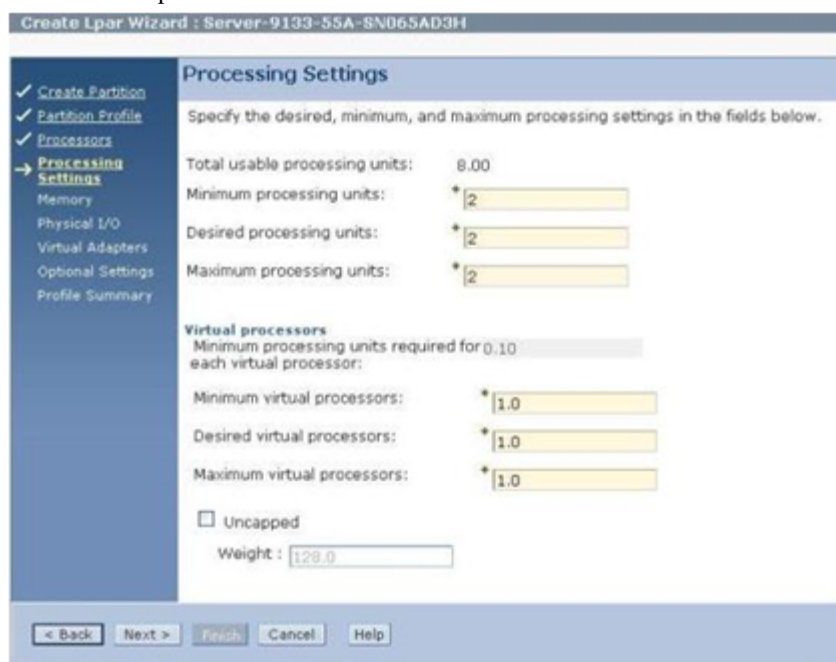 Create Lpar Wizard : Server-9133-55A-SN065AD3H
Create Partition
Partition Profile
Processors
Processing Settings
Memory
Physical I/O
Virtual Adapters
Optional Settings
Profile Summary
Processing Settings
Specify the desired, minimum, and maximum processing settings in the fields below.
Total usable processing units: 8.00
Minimum processing units: * 2
Desired processing units: * 2
Maximum processing units: * 2
Virtual processors
Minimum processing units required for 0.10
each virtual processor:
Minimum virtual processors: * 1.0
Desired virtual processors: * 1.0
Maximum virtual processors: * 1.0
Uncapped
Weight : 128.0
< Back Next > Finish Cancel Help